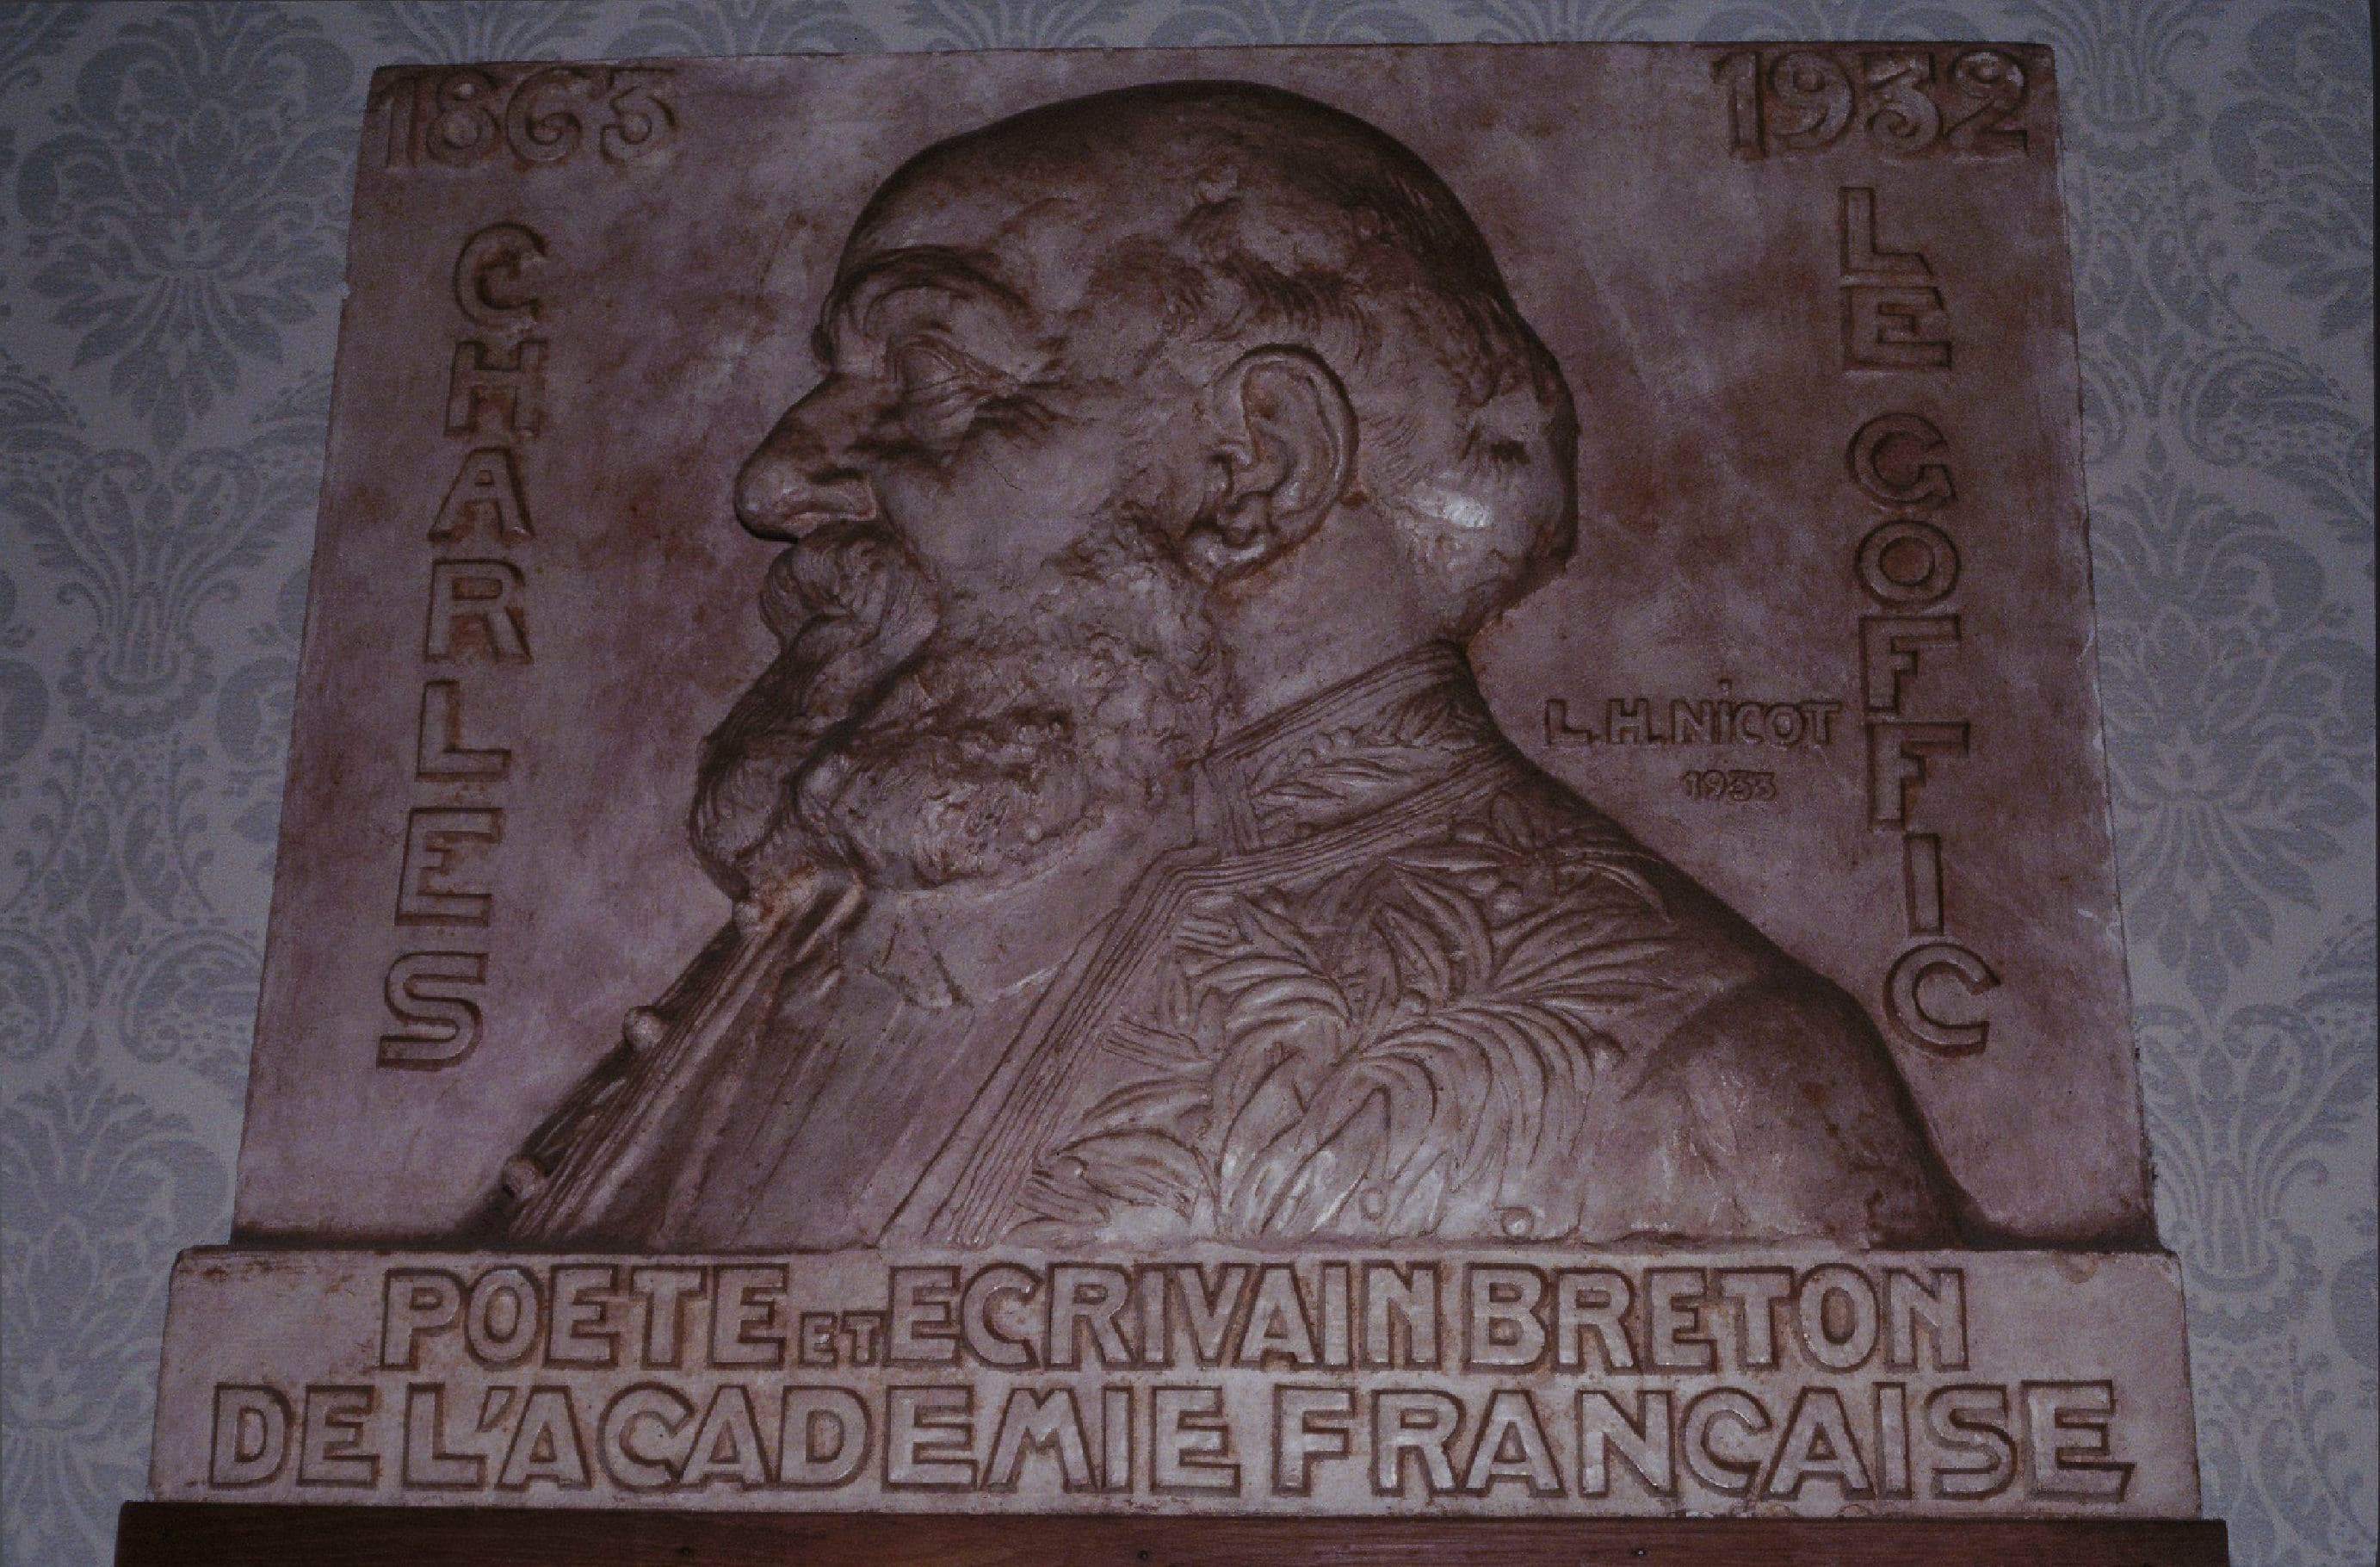 1863
1932
CHARLES
LE GOFFIC
L.H.NICOT
1933
POETE ET ECRIVAIN BRETON
DE L'ACADEMIE FRANCAISE